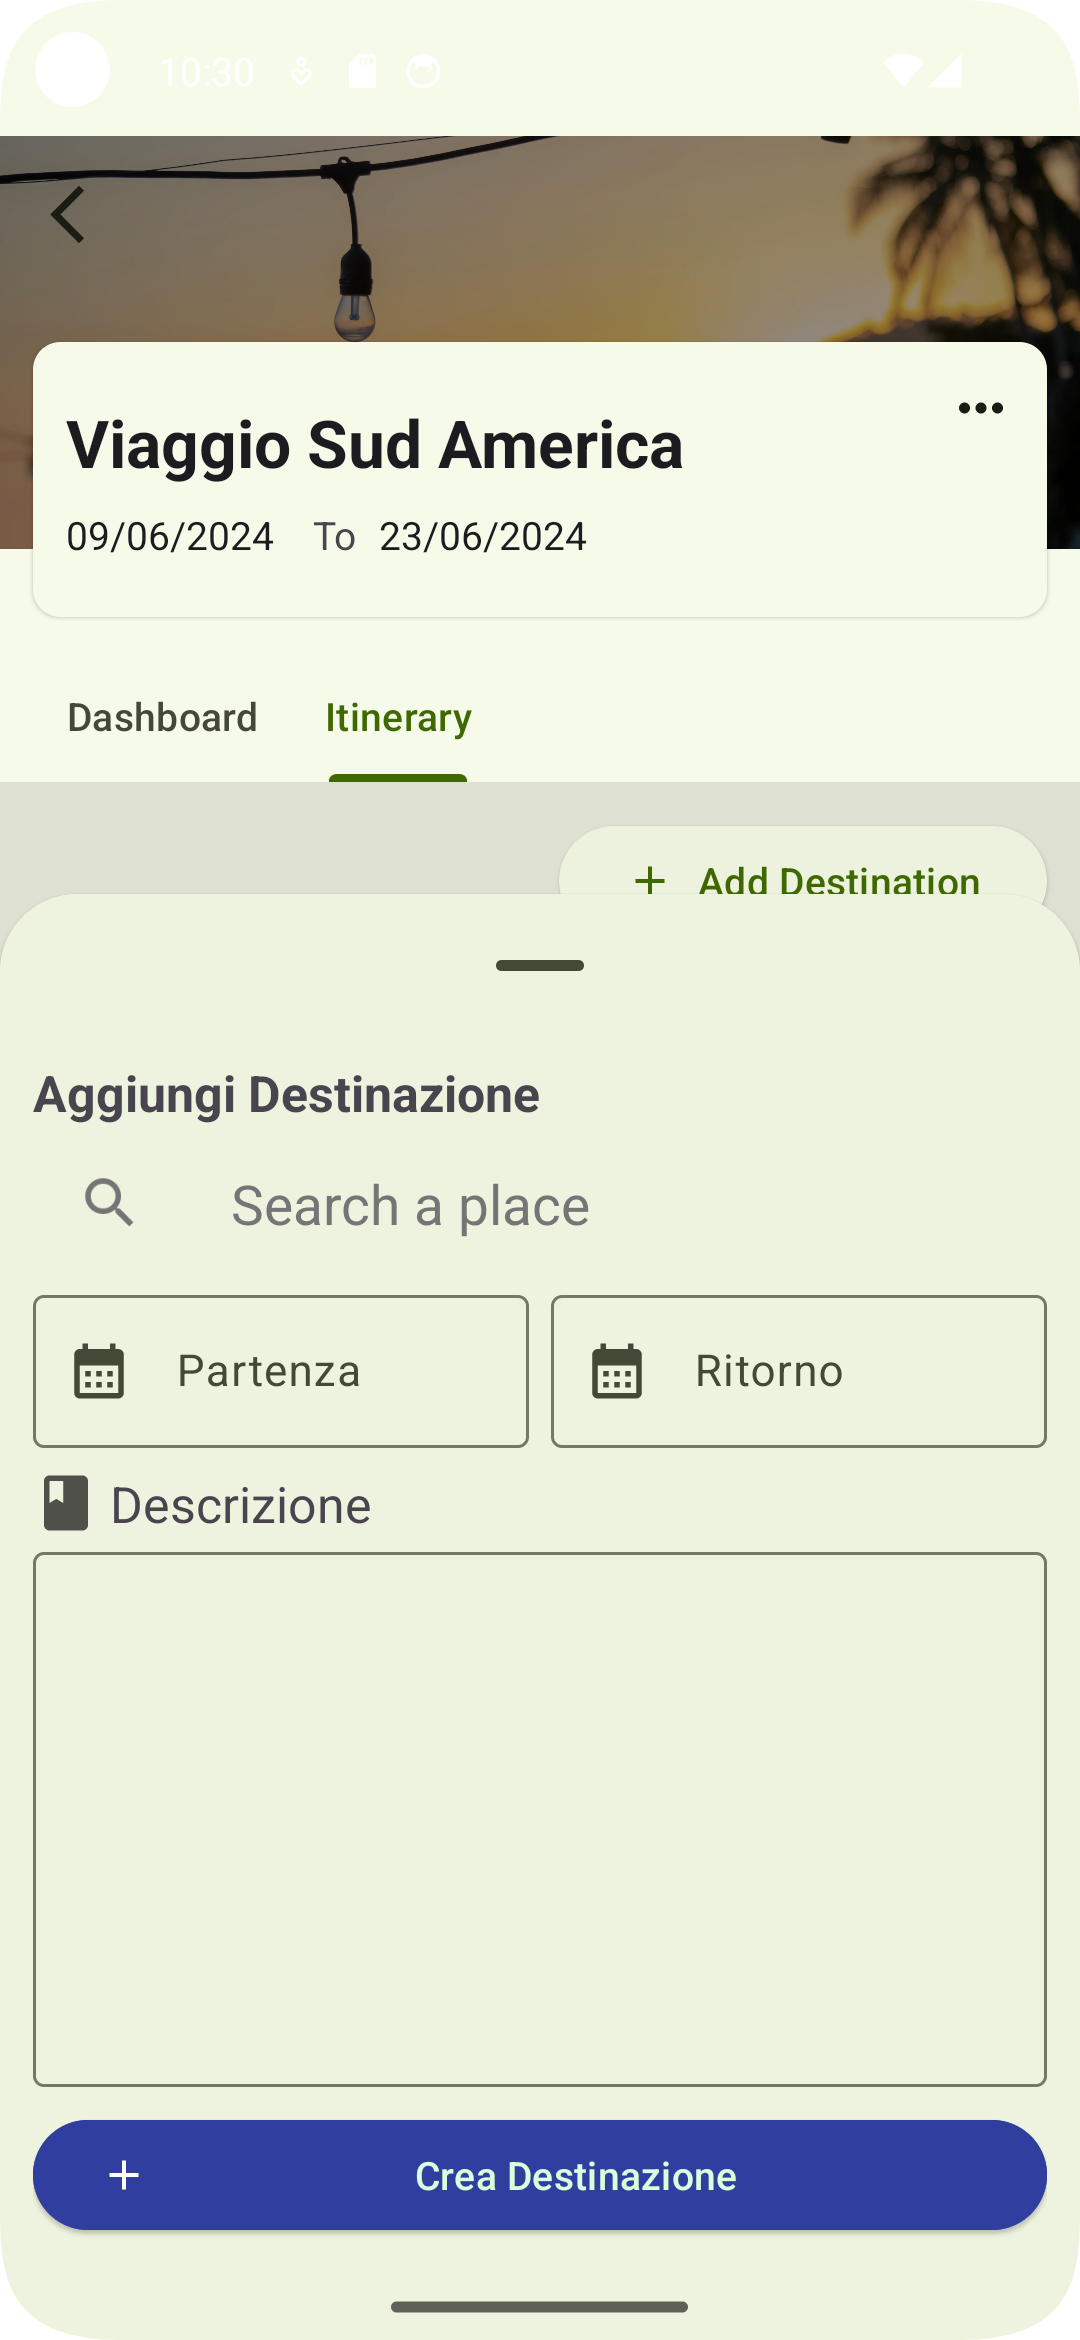 10:30
Viaggio Sud America
09/06/2024 To 23/06/2024
Dashboard Itinerary
+ Add Destination
Aggiungi Destinazione
Search a place
Partenza Ritorno
Descrizione
+ Crea Destinazione